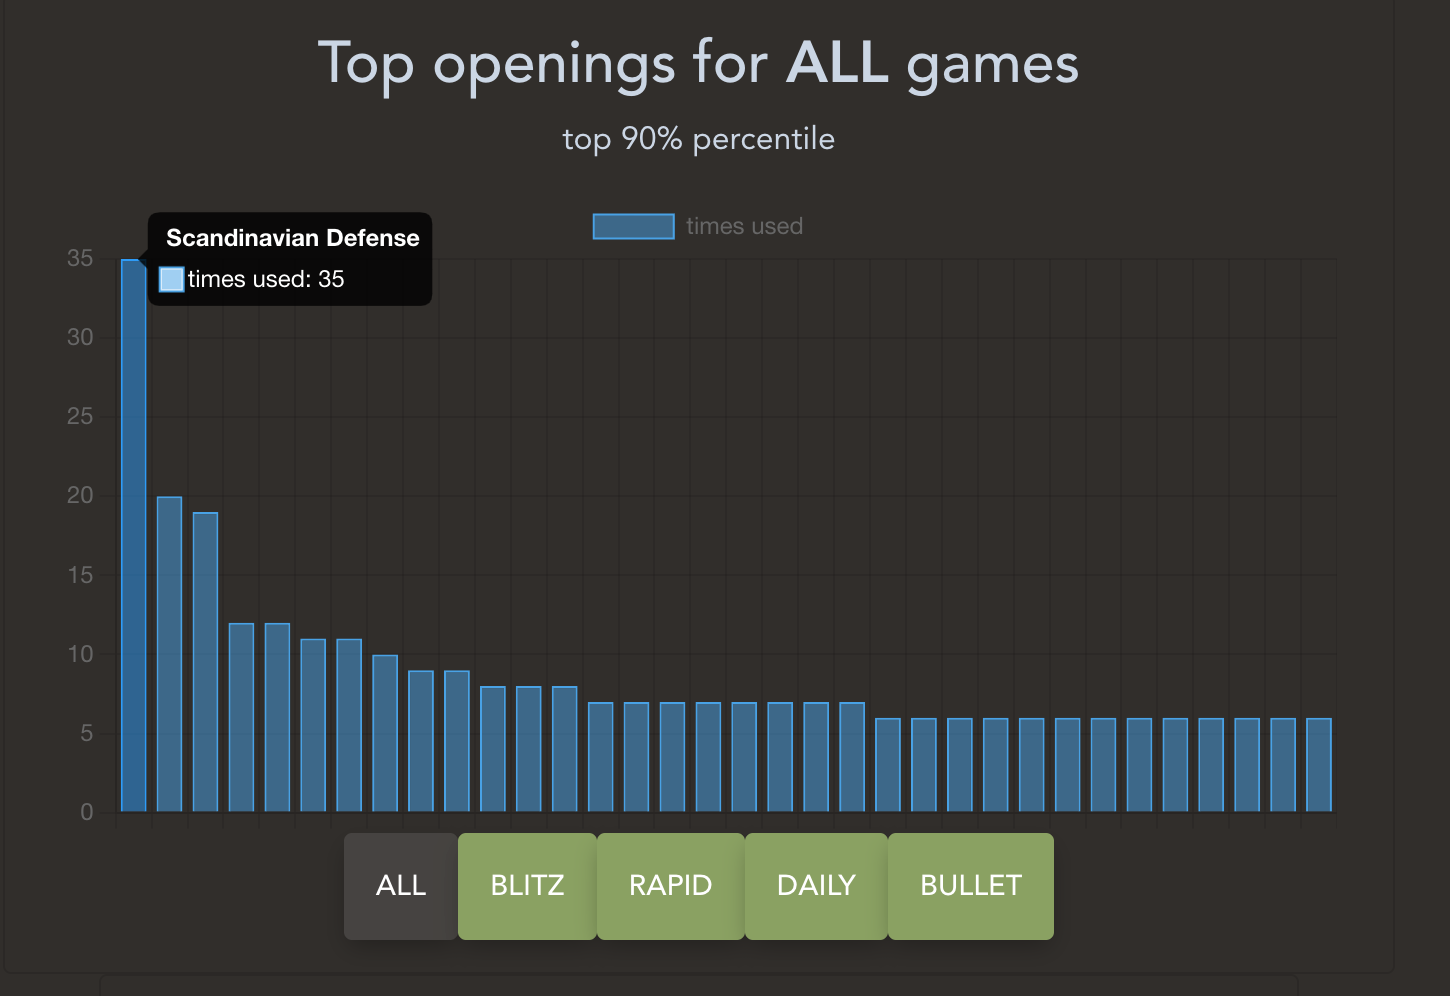 Top openings for ALL games
top 90% percentile
times used
Scandinavian Defense
times used: 35
35
30
25
20
15
10
5
0
ALL
BLITZ
RAPID
DAILY
BULLET